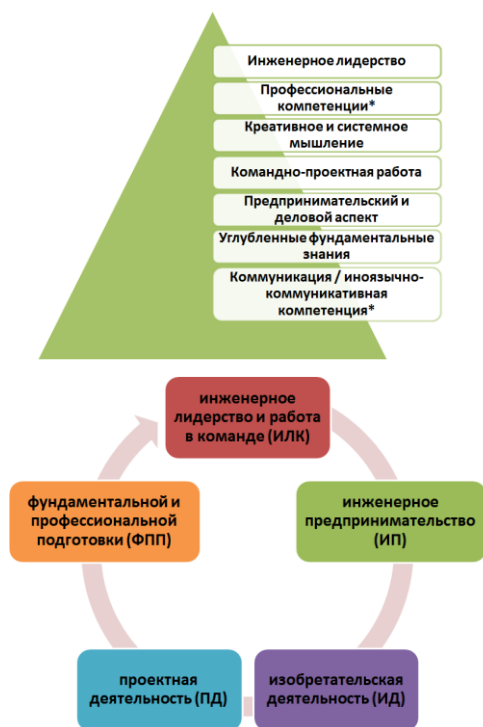 Инженерное лидерство
Профессиональные
компетенции*
Креативное и системное
мышление
Командно-проектная работа
Предпринимательский и
деловой аспект
Углубленные фундаментальные
знания
Коммуникация / иноязычно-
коммуникативная
компетенция*
инженерное
лидерство и работа
в команде (ИЛК)
фундаментальной и
профессиональной
подготовки (ФПП)
инженерное
предпринимательство
(ИП)
проектная
деятельность (ПД)
изобретательская
деятельность (ИД)